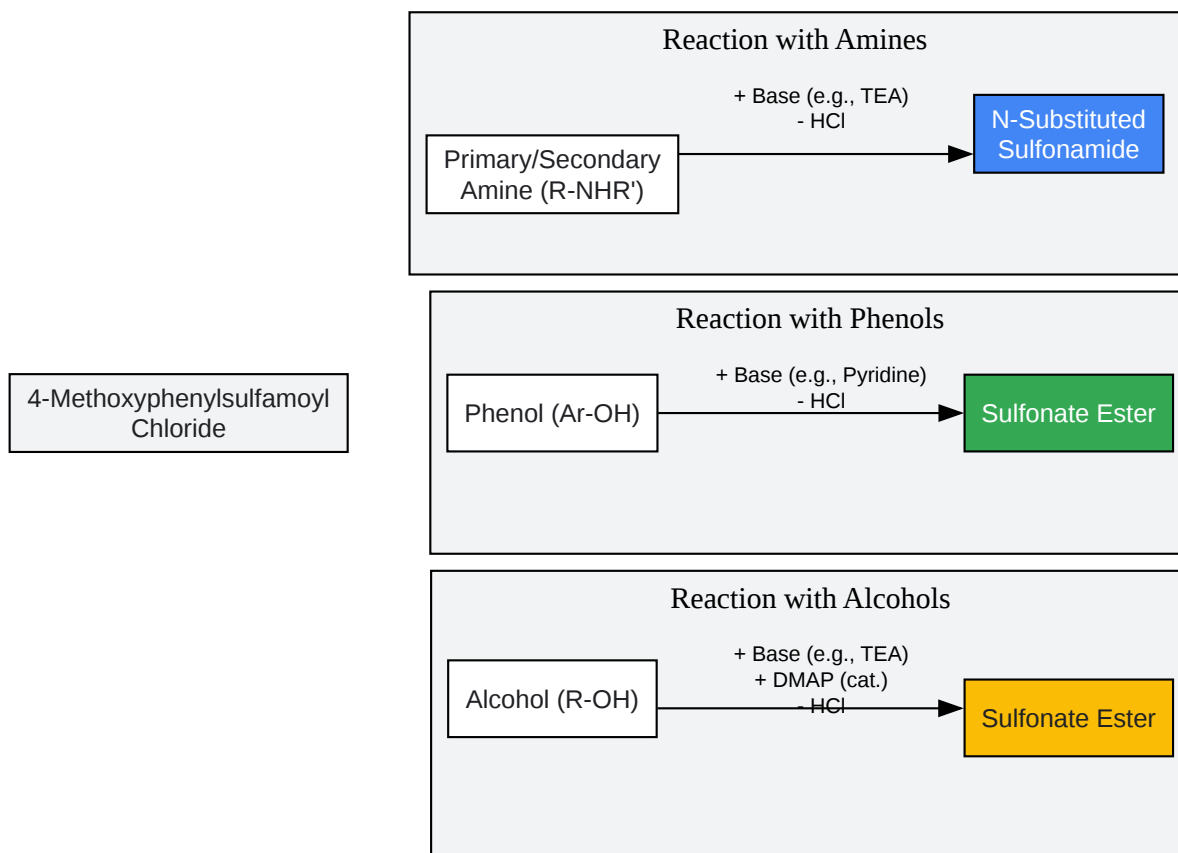 Reaction with Amines
+ Base (e.g., TEA)
- HCl
Primary/Secondary
Amine (R-NHR')
N-Substituted
Sulfonamide
Reaction with Phenols
+ Base (e.g., Pyridine)
- HCl
Phenol (Ar-OH)
Sulfonate Ester
4-Methoxyphenylsulfamoyl
Chloride
Reaction with Alcohols
+ Base (e.g., TEA)
+ DMAP (cat.)
- HCl
Alcohol (R-OH)
Sulfonate Ester